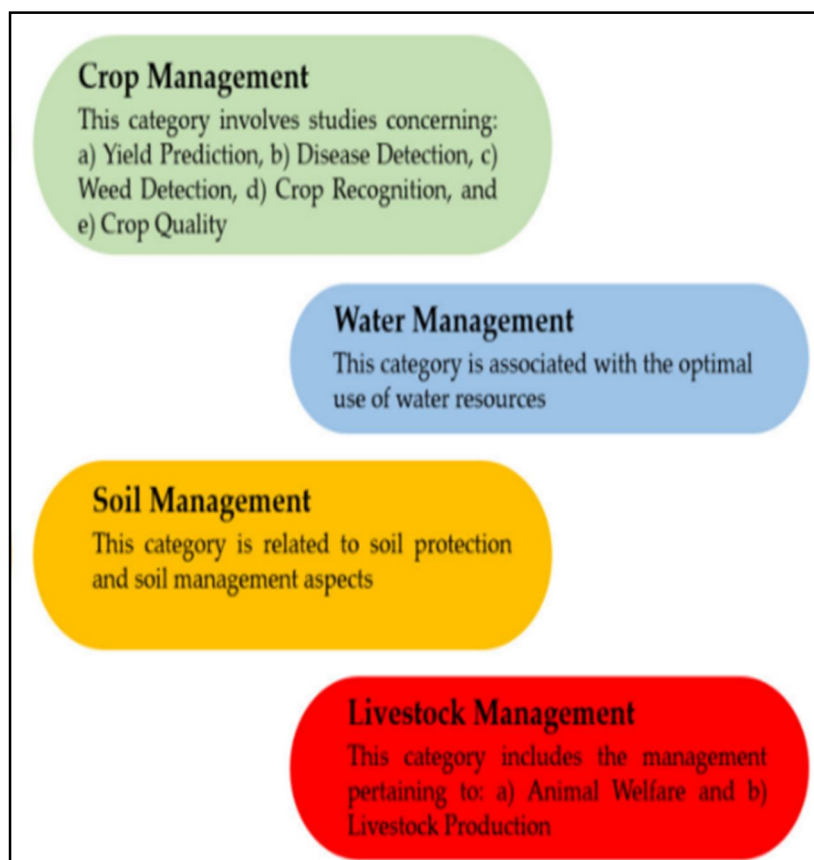 Crop Management
This category involves studies concerning:
a) Yield Prediction, b) Disease Detection, c)
Weed Detection, d) Crop Recognition, and
e) Crop Quality
Water Management
This category is associated with the optimal
use of water resources
Soil Management
This category is related to soil protection
and soil management aspects
Livestock Management
This category includes the management
pertaining to: a) Animal Welfare and b)
Livestock Production